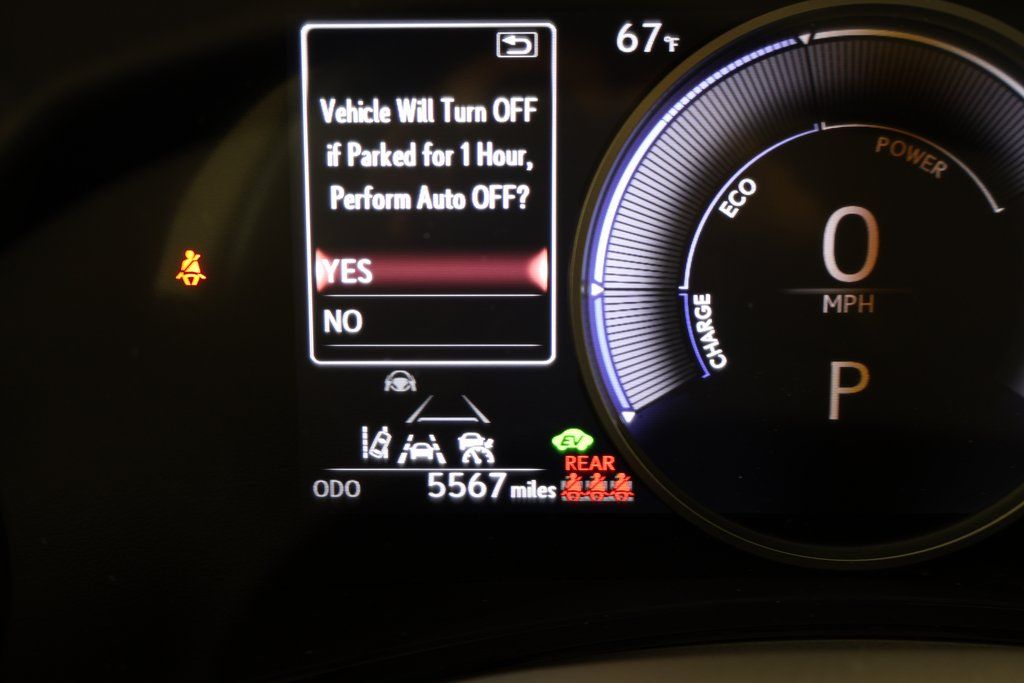 67°F
Vehicle Will Turn OFF
if Parked for 1 Hour,
Perform Auto OFF?
YES
NO
POWER
ECO
CHARGE
0
MPH
P
EV
REAR
ODO 5567 miles